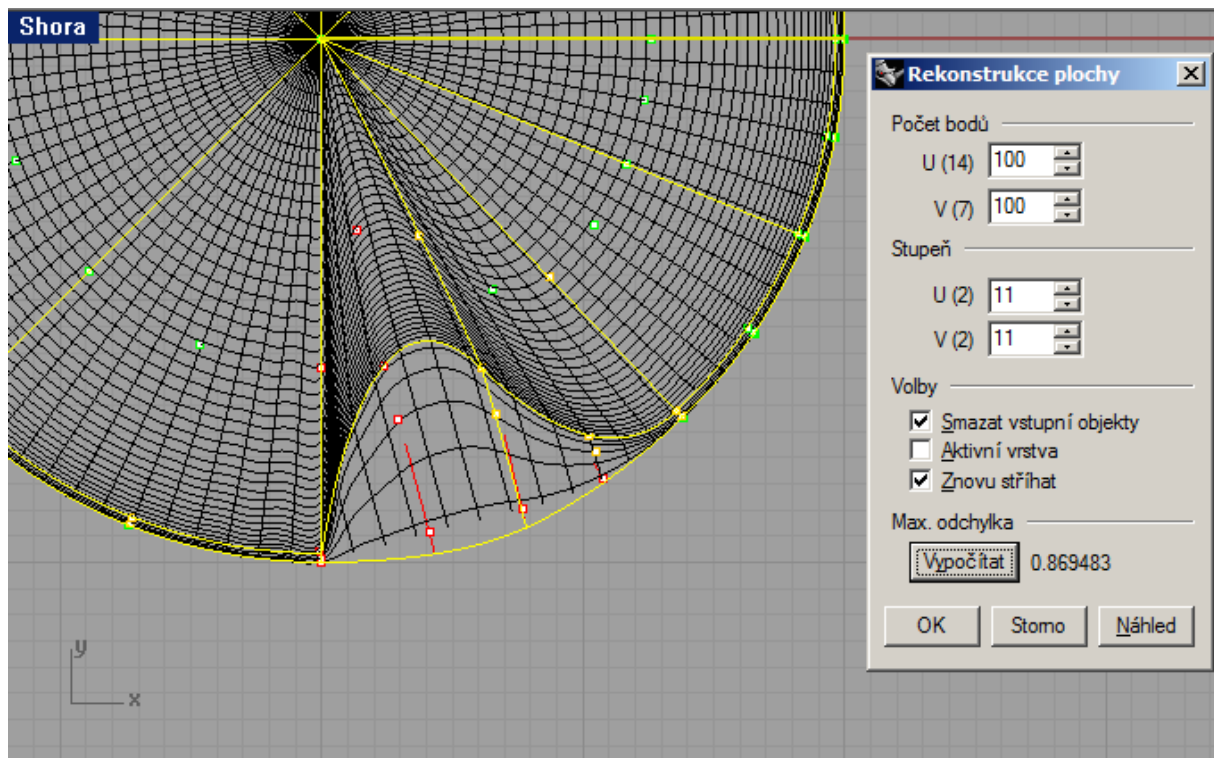 Shora
Rekonstrukce plochy
Počet bodů
U (14) 100
V (7) 100
Stupeň
U (2) 11
V (2) 11
Volby
Smazat vstupní objekty
Aktivní vrstva
Znovu stříhat
Max. odchylka
Vypočítat 0.869483
OK Storno Náhled
y
x